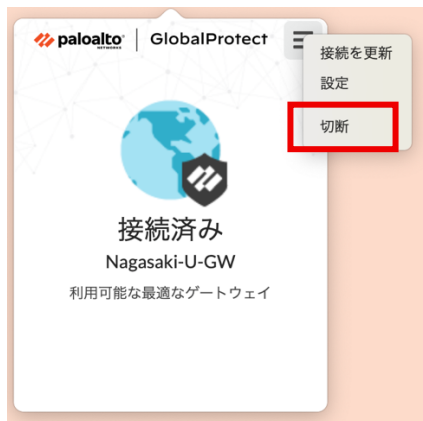 paloalto NETWORKS GlobalProtect
接続を更新
設定
切断
接続済み
Nagasaki-U-GW
利用可能な最適なゲートウェイ